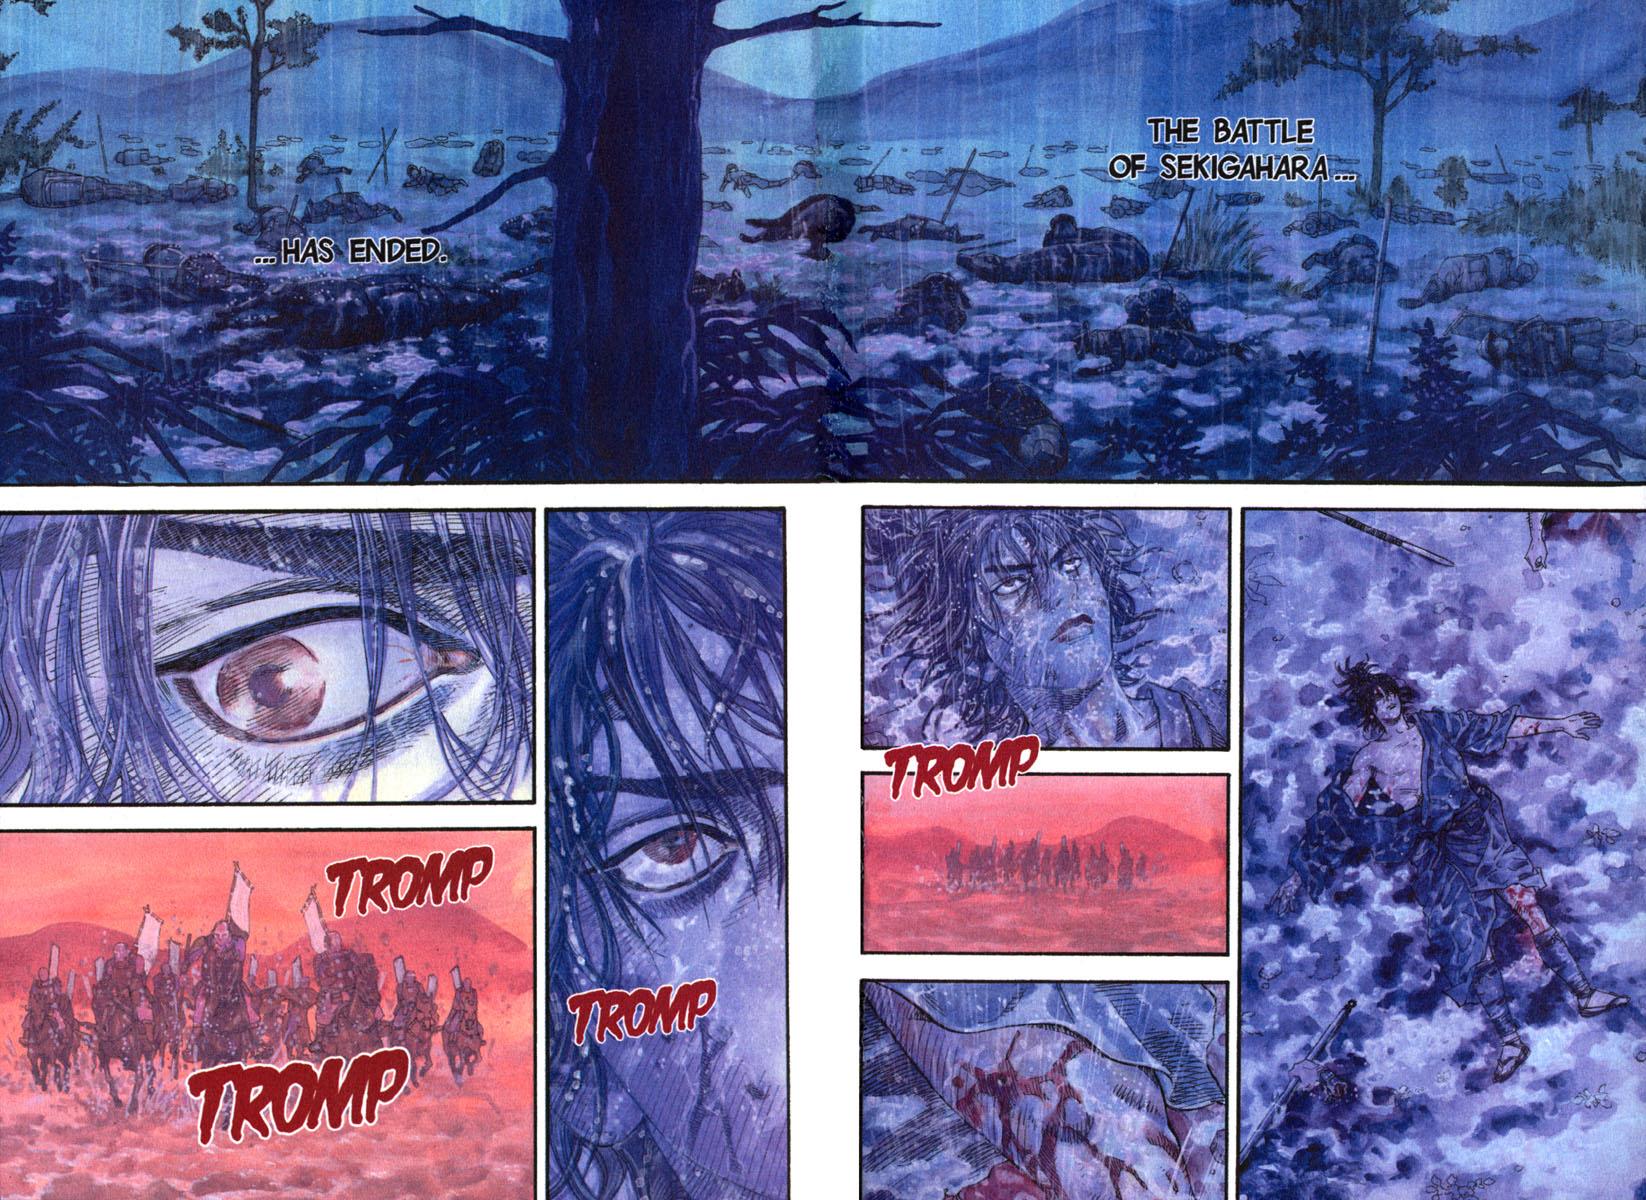 THE BATTLE
OF SEKIGAHARA...
...HAS ENDED.
TROMP
TROMP
TROMP
TROMP